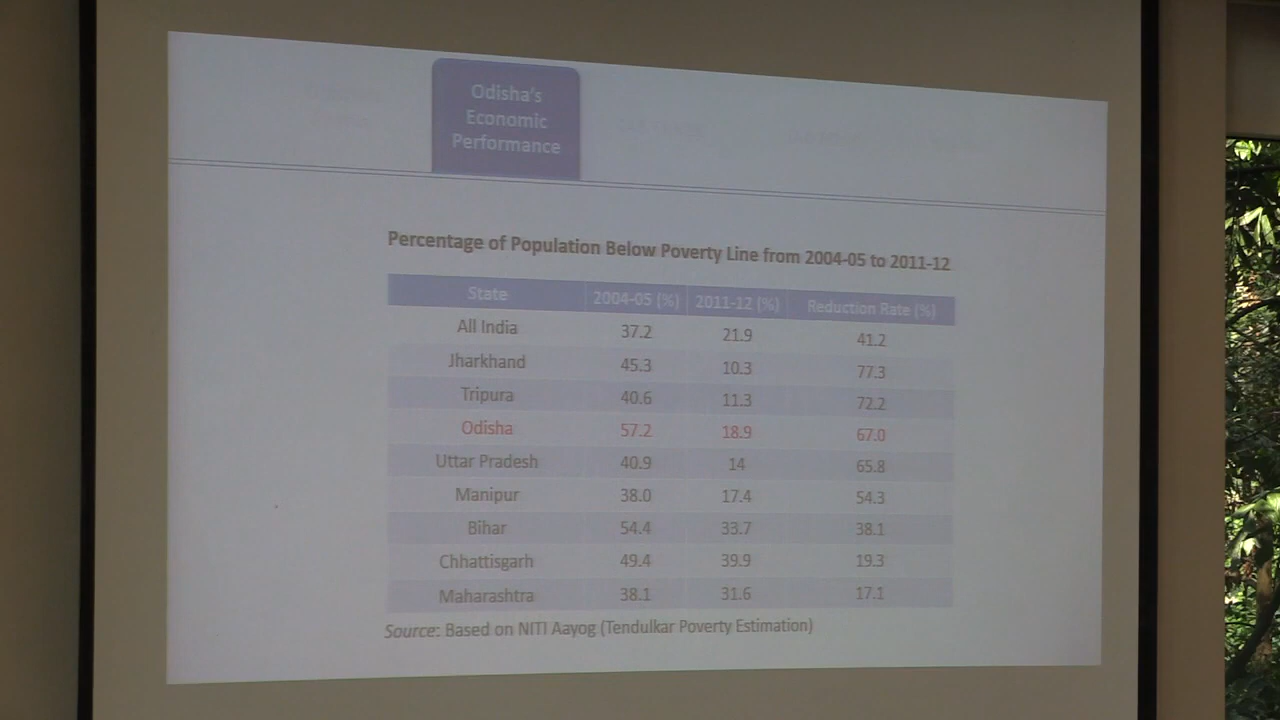 Odisha's
Economic
Performance
Percentage of Population Below Poverty Line from 2004-05 to 2011-12
State 2004-05 (%) 2011-12 (%) Reduction Rate (%)
All India 37.2 21.9 41.2
Jharkhand 45.3 10.3 77.3
Tripura 40.6 11.3 72.2
Odisha 57.2 18.9 67.0
Uttar Pradesh 40.9 14 65.8
Manipur 38.0 17.4 54.3
Bihar 54.4 33.7 38.1
Chhattisgarh 49.4 39.9 19.3
Maharashtra 38.1 31.6 17.1
Source: Based on NITI Aayog (Tendulkar Poverty Estimation)